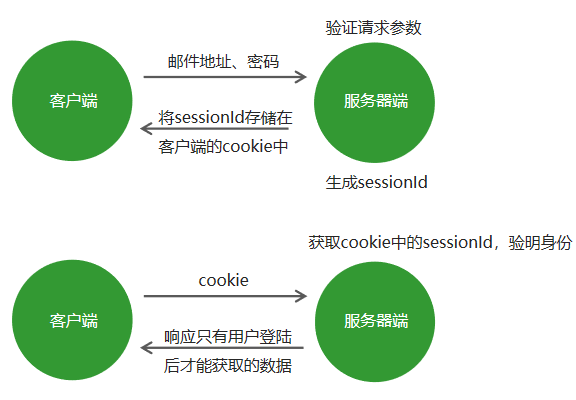 验证请求参数
客户端
邮件地址、密码
服务器端
将sessionId存储在
客户端的cookie中
生成sessionId
获取cookie中的sessionId，验明身份
客户端
cookie
服务器端
响应只有用户登陆
后才能获取的数据